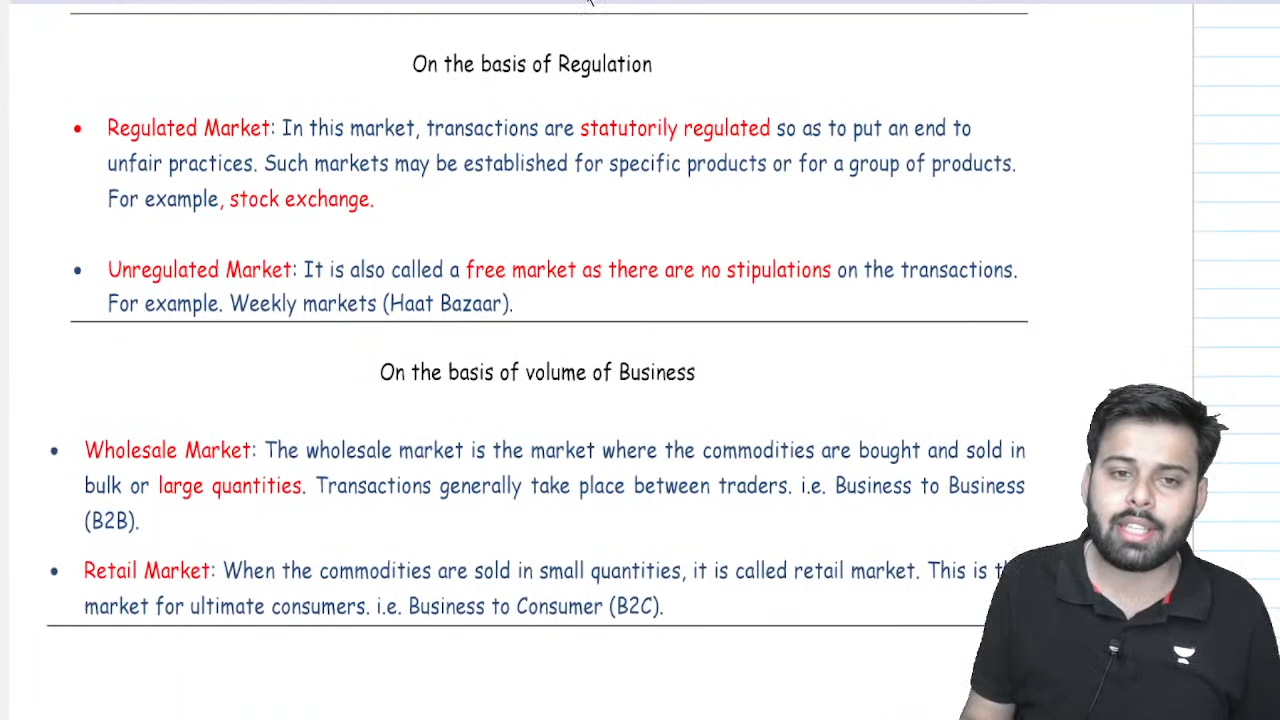 On the basis of Regulation
• Regulated Market: In this market, transactions are statutorily regulated so as to put an end to
unfair practices. Such markets may be established for specific products or for a group of products.
For example, stock exchange.
• Unregulated Market: It is also called a free market as there are no stipulations on the transactions.
For example. Weekly markets (Haat Bazaar).
On the basis of volume of Business
• Wholesale Market: The wholesale market is the market where the commodities are bought and sold in
bulk or large quantities. Transactions generally take place between traders. i.e. Business to Business
(B2B).
• Retail Market: When the commodities are sold in small quantities, it is called retail market. This is
market for ultimate consumers. i.e. Business to Consumer (B2C).